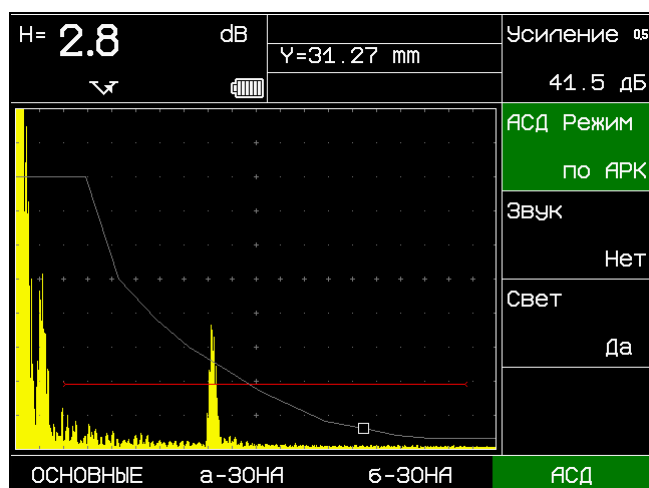 H= 2.8 dB
Y=31.27 mm
Усиление 0.5
41.5 дБ
АСД Режим
по АРК
Звук
Нет
Свет
Да
ОСНОВНЫЕ а-ЗОНА б-ЗОНА АСД